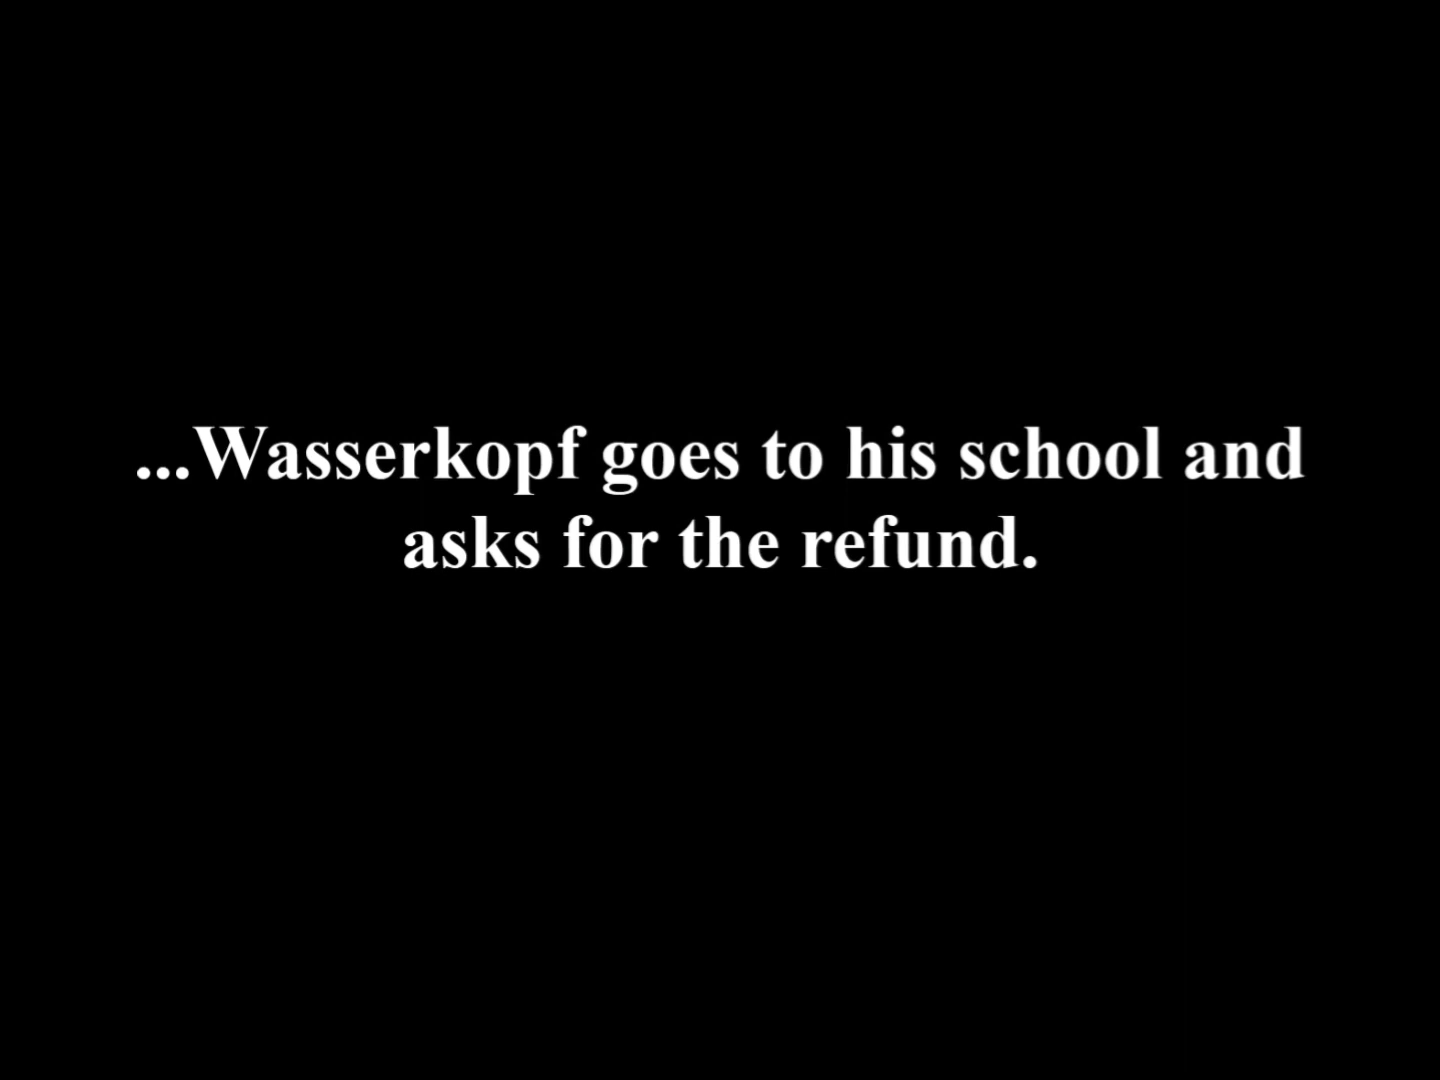 ...Wasserkopf goes to his school and
asks for the refund.